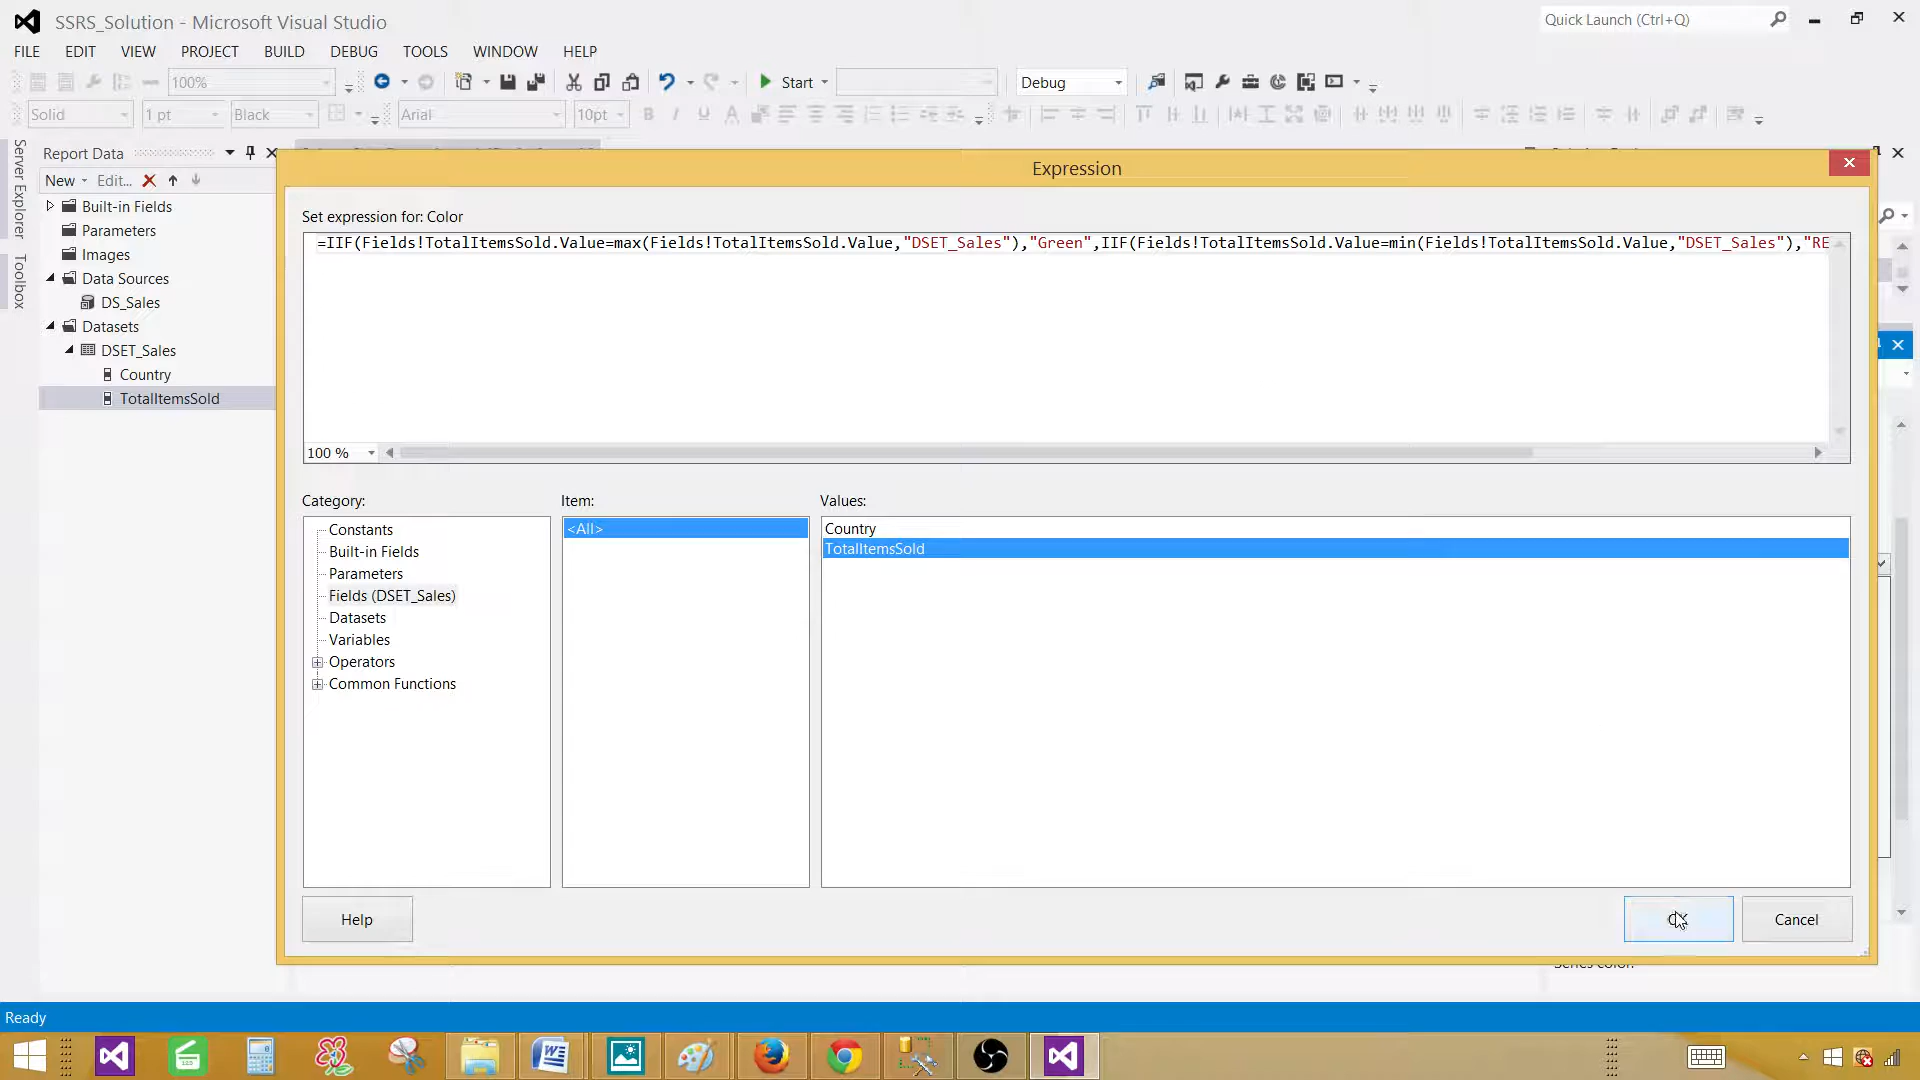 SSRS_Solution - Microsoft Visual Studio
Quick Launch (Ctrl+Q)
FILE EDIT VIEW PROJECT BUILD DEBUG TOOLS WINDOW HELP
100% Start Debug
Solid 1 pt Black Arial 10pt
Server Explorer
Toolbox
Report Data
New Edit...
Built-in Fields
Parameters
Images
Data Sources
DS_Sales
Datasets
DSET_Sales
Country
TotalItemsSold
Expression
Set expression for: Color
=IIF(Fields!TotalItemsSold.Value=max(Fields!TotalItemsSold.Value,"DSET_Sales"),"Green",IIF(Fields!TotalItemsSold.Value=min(Fields!TotalItemsSold.Value,"DSET_Sales"),"RE
100 %
Category:
Constants
Built-in Fields
Parameters
Fields (DSET_Sales)
Datasets
Variables
Operators
Common Functions
Item:
<All>
Values:
Country
TotalItemsSold
Help
Cancel
Ready